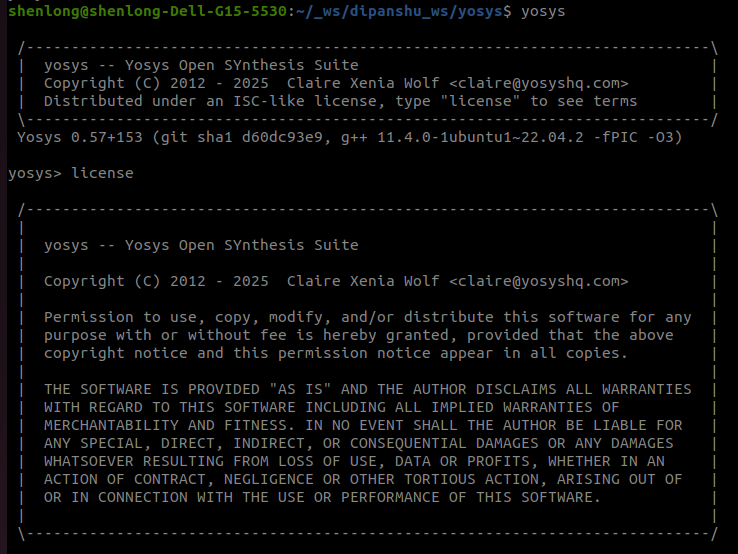 shenlong@shenlong-Dell-G15-5530:~/_ws/dipanshu_ws/yosys$ yosys
/----------------------------------------------------------------------------\
|  yosys -- Yosys Open SYnthesis Suite                                       |
|  Copyright (C) 2012 - 2025  Claire Xenia Wolf <claire@yosyshq.com>         |
|  Distributed under an ISC-like license, type "license" to see terms        |
\----------------------------------------------------------------------------/
Yosys 0.57+153 (git sha1 d60dc93e9, g++ 11.4.0-1ubuntu1~22.04.2 -fPIC -O3)
yosys> license
/----------------------------------------------------------------------------\
|                                                                            |
|  yosys -- Yosys Open SYnthesis Suite                                       |
|                                                                            |
|  Copyright (C) 2012 - 2025  Claire Xenia Wolf <claire@yosyshq.com>         |
|                                                                            |
|  Permission to use, copy, modify, and/or distribute this software for any  |
|  purpose with or without fee is hereby granted, provided that the above    |
|  copyright notice and this permission notice appear in all copies.         |
|                                                                            |
|  THE SOFTWARE IS PROVIDED "AS IS" AND THE AUTHOR DISCLAIMS ALL WARRANTIES  |
|  WITH REGARD TO THIS SOFTWARE INCLUDING ALL IMPLIED WARRANTIES OF          |
|  MERCHANTABILITY AND FITNESS. IN NO EVENT SHALL THE AUTHOR BE LIABLE FOR   |
|  ANY SPECIAL, DIRECT, INDIRECT, OR CONSEQUENTIAL DAMAGES OR ANY DAMAGES    |
|  WHATSOEVER RESULTING FROM LOSS OF USE, DATA OR PROFITS, WHETHER IN AN     |
|  ACTION OF CONTRACT, NEGLIGENCE OR OTHER TORTIOUS ACTION, ARISING OUT OF   |
|  OR IN CONNECTION WITH THE USE OR PERFORMANCE OF THIS SOFTWARE.            |
|                                                                            |
\----------------------------------------------------------------------------/